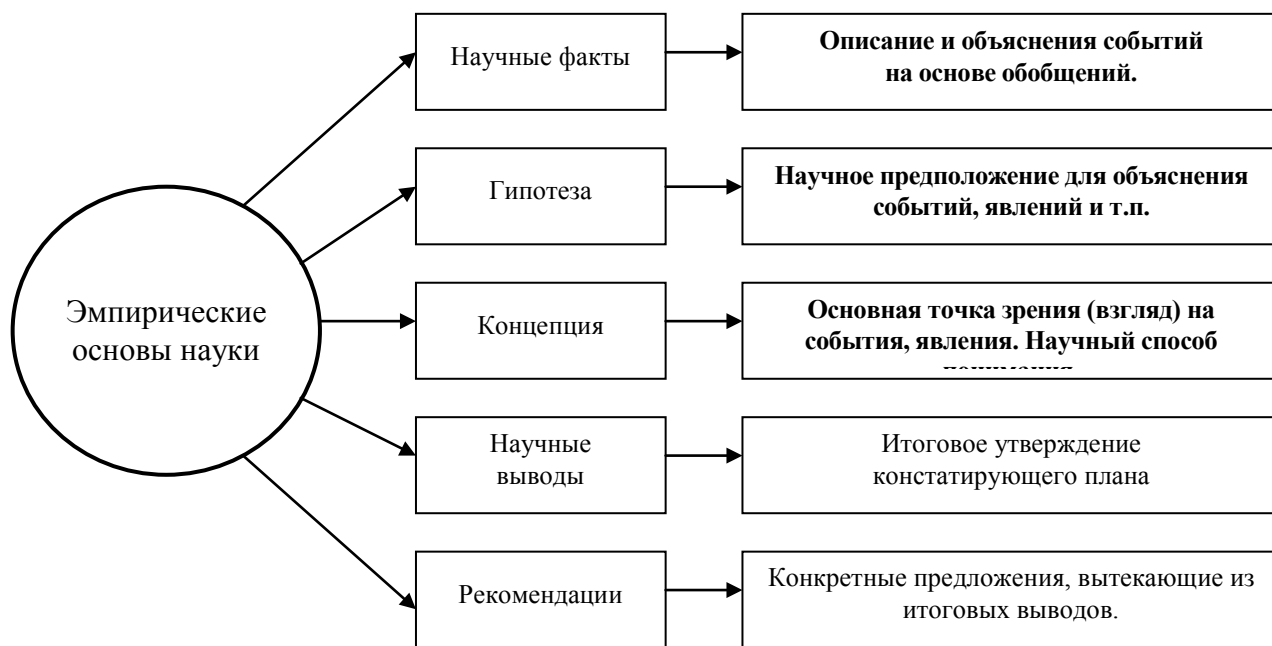 Научные факты
Описание и объяснения событий
на основе обобщений.
Гипотеза
Научное предположение для объяснения
событий, явлений и т.п.
Эмпирические
основы науки
Концепция
Основная точка зрения (взгляд) на
события, явления. Научный способ
Научные
выводы
Итоговое утверждение
констатирующего плана
Рекомендации
Конкретные предложения, вытекающие из
итоговых выводов.